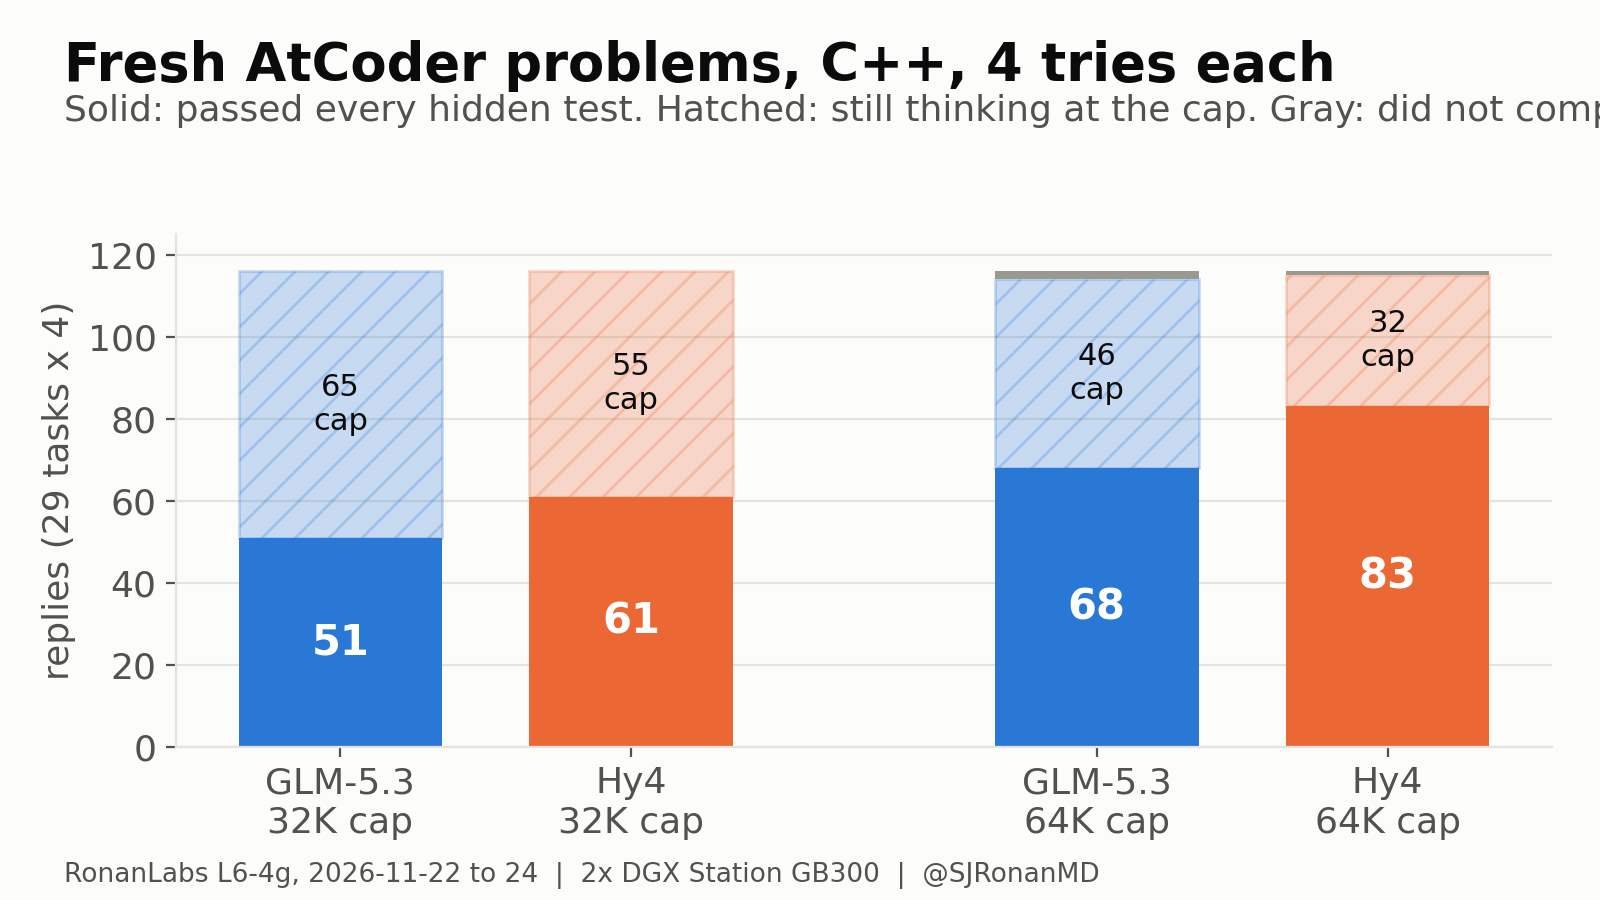 Fresh AtCoder problems, C++, 4 tries each
Solid: passed every hidden test. Hatched: still thinking at the cap. Gray: did not
replies (29 tasks x 4)
120
100
80
60
40
20
0
65
cap
51
55
cap
61
46
cap
68
32
cap
83
GLM-5.3
32K cap
Hy4
32K cap
GLM-5.3
64K cap
Hy4
64K cap
RonanLabs L6-4g, 2026-11-22 to 24 | 2x DGX Station GB300 | @SJRonanMD